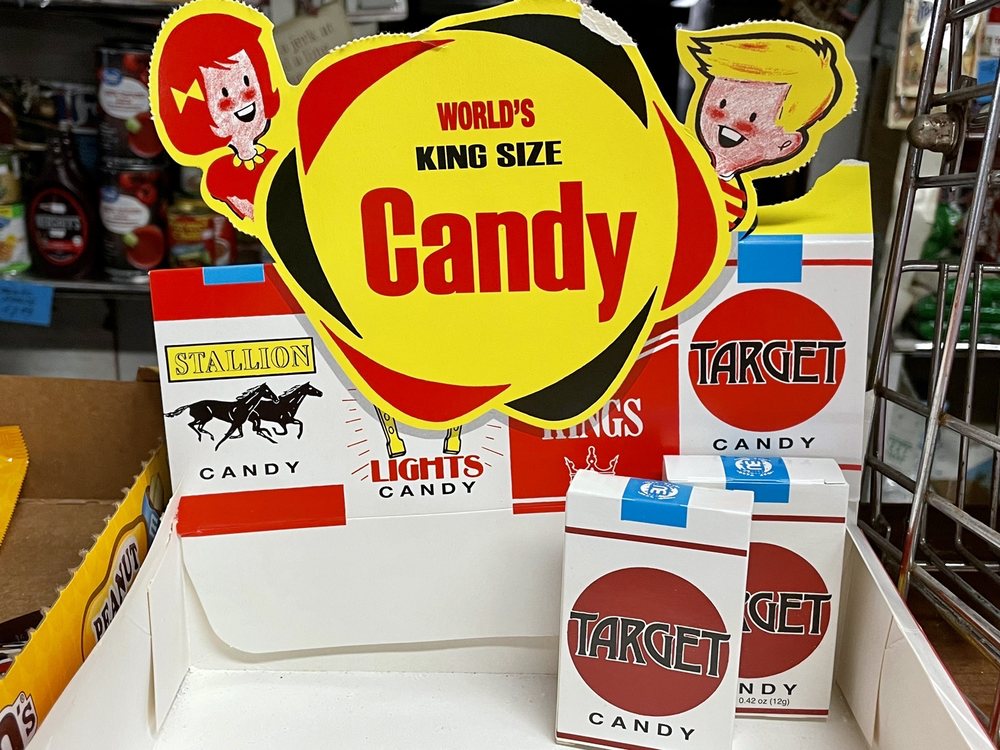 WORLD'S
KING SIZE
Candy
STALLION
CANDY
LIGHTS
CANDY
KINGS
TARGET
CANDY
TARGET
CANDY
RGET
NDY
0.42 oz (12g)
PEANUT
's